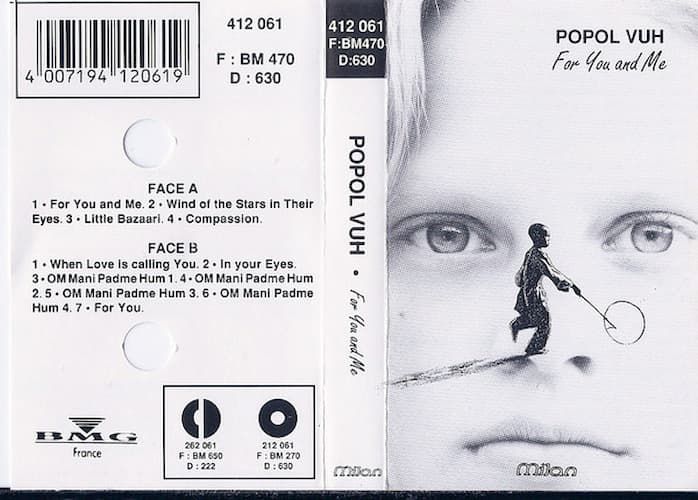 412 061
F : BM 470
D : 630
4 007194 120619
FACE A
1 • For You and Me. 2 • Wind of the Stars in Their
Eyes. 3 • Little Bazaari. 4 • Compassion.
FACE B
1 • When Love is calling You. 2 • In your Eyes.
3 • OM Mani Padme Hum 1. 4 • OM Mani Padme Hum
2. 5 • OM Mani Padme Hum 3. 6 • OM Mani Padme
Hum 4. 7 • For You.
BMG
France
262 061
F : BM 650
D : 222
212 061
F : BM 270
D : 630
412 061
F:BM470
D:630
POPOL VUH • For You and Me
milan
POPOL VUH
For You and Me
milan